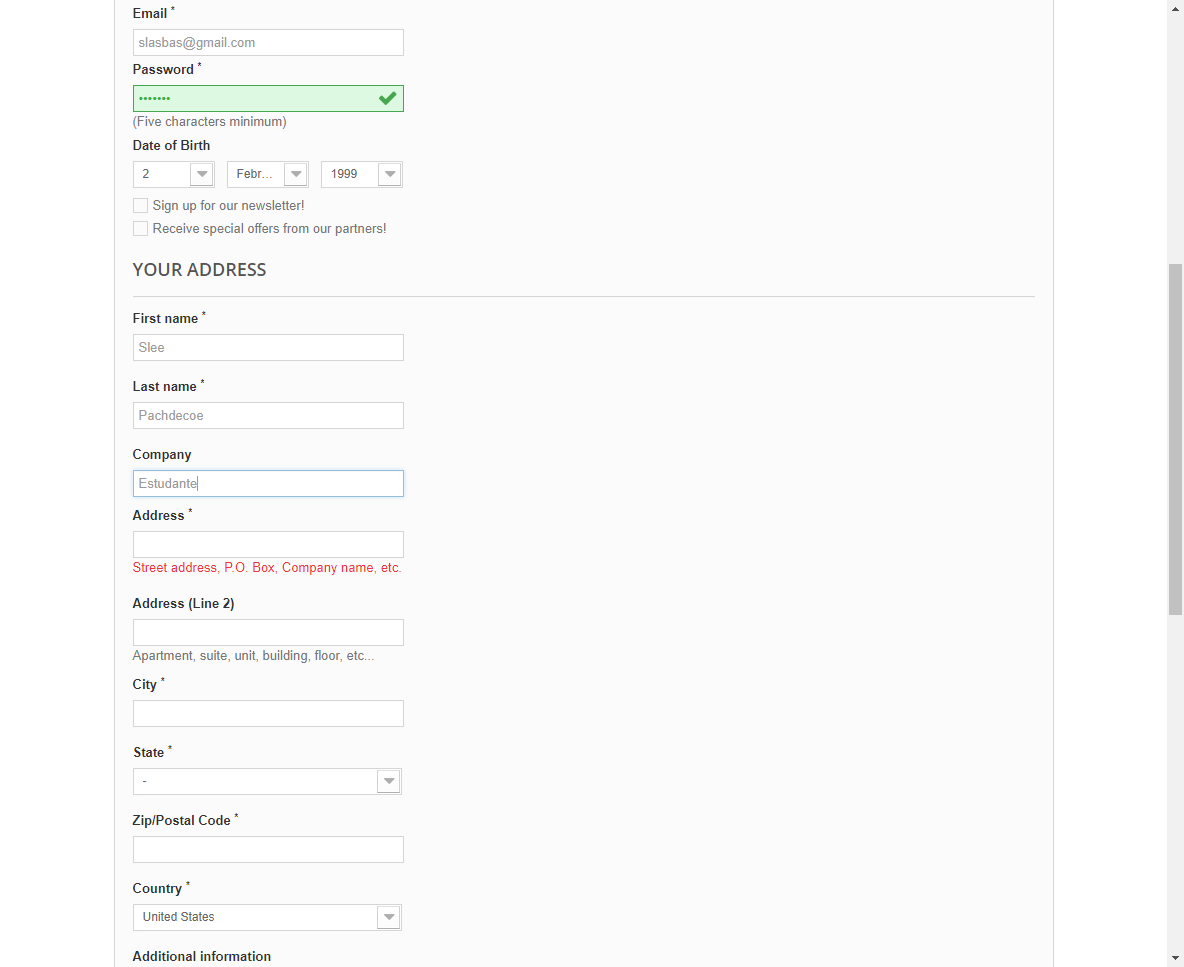 Email *
slasbas@gmail.com
Password *
•••••••
(Five characters minimum)
Date of Birth
2 Febr... 1999
Sign up for our newsletter!
Receive special offers from our partners!
YOUR ADDRESS
First name *
Slee
Last name *
Pachdecoe
Company
Estudante
Address *
Street address, P.O. Box, Company name, etc.
Address (Line 2)
Apartment, suite, unit, building, floor, etc...
City *
State *
-
Zip/Postal Code *
Country *
United States
Additional information